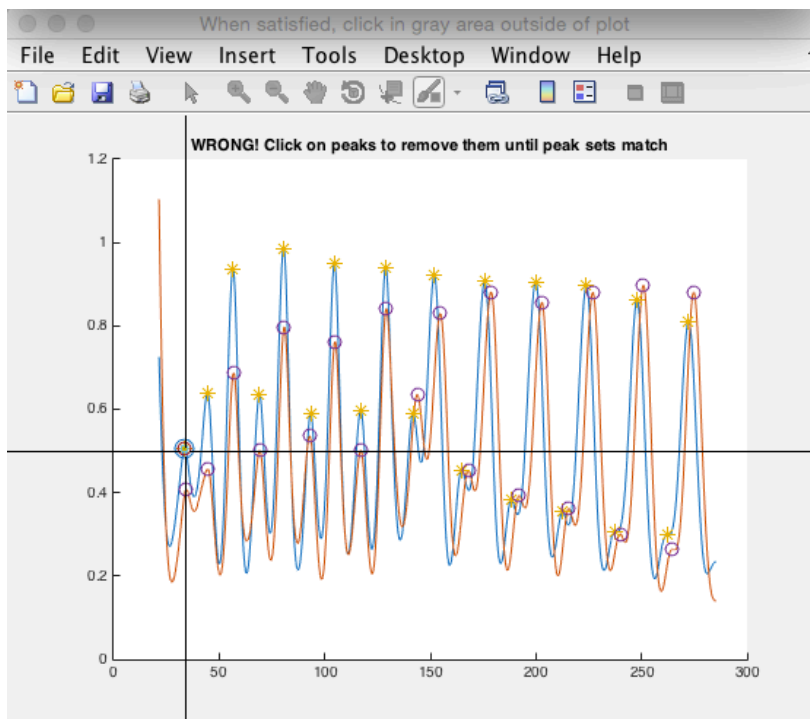 When satisfied, click in gray area outside of plot
File Edit View Insert Tools Desktop Window Help
WRONG! Click on peaks to remove them until peak sets match
1.2
1
0.8
0.6
0.4
0.2
0
0 50 100 150 200 250 300